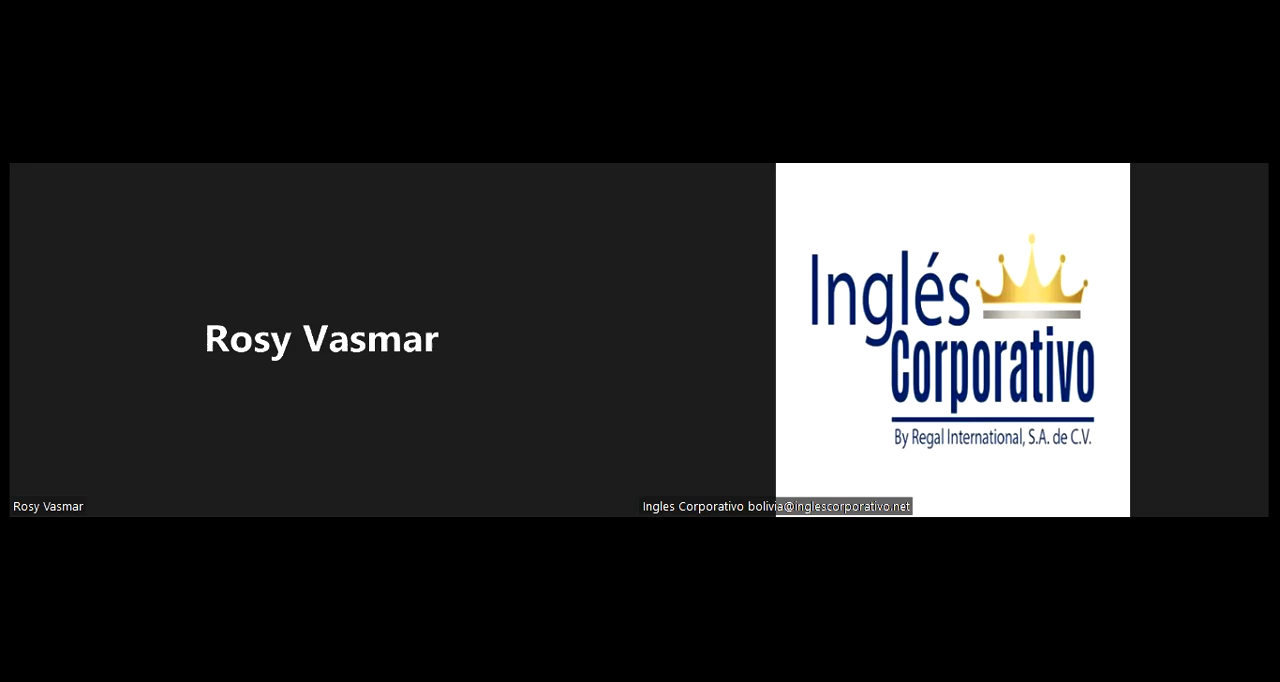 Rosy Vasmar
Inglés
Corporativo
By Regal International, S.A. de C.V.
Rosy Vasmar
Ingles Corporativo bolivia@inglescorporativo.net